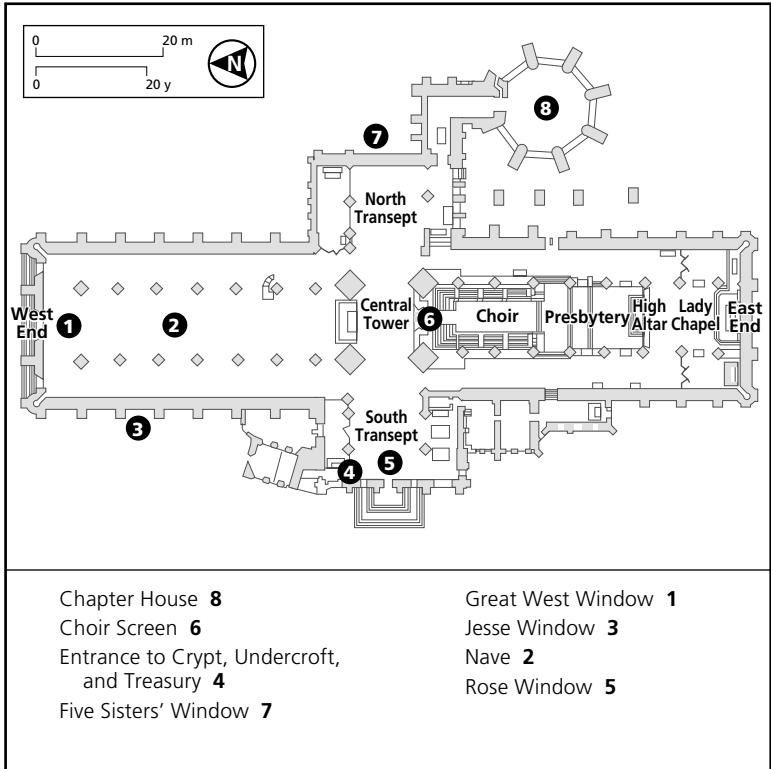 0 20 m
0 20 y
N
8
7
North
Transept
West
End
1
2
Central
Tower
6
Choir
Presbytery
High
Altar
Lady
Chapel
East
End
3
South
Transept
4
5
Chapter House 8
Choir Screen 6
Entrance to Crypt, Undercroft,
and Treasury 4
Five Sisters’ Window 7
Great West Window 1
Jesse Window 3
Nave 2
Rose Window 5